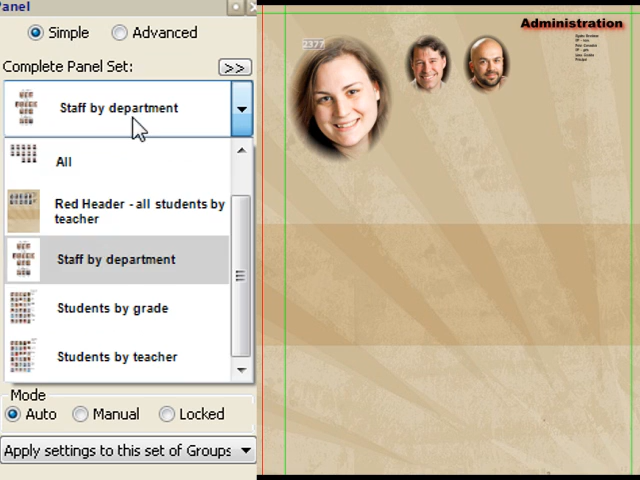 Panel
Simple
Advanced
Complete Panel Set:
>>
Staff by department
All
Red Header - all students by
teacher
Staff by department
Students by grade
Students by teacher
Mode
Auto
Manual
Locked
Apply settings to this set of Groups
Administration
2377